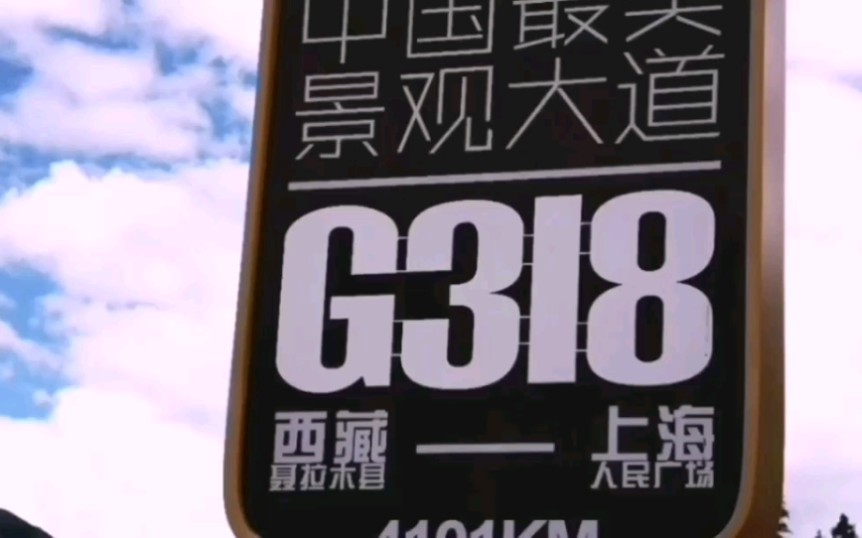 中国最美
景观大道
G318
西藏 — 上海
聂拉木县 人民广场